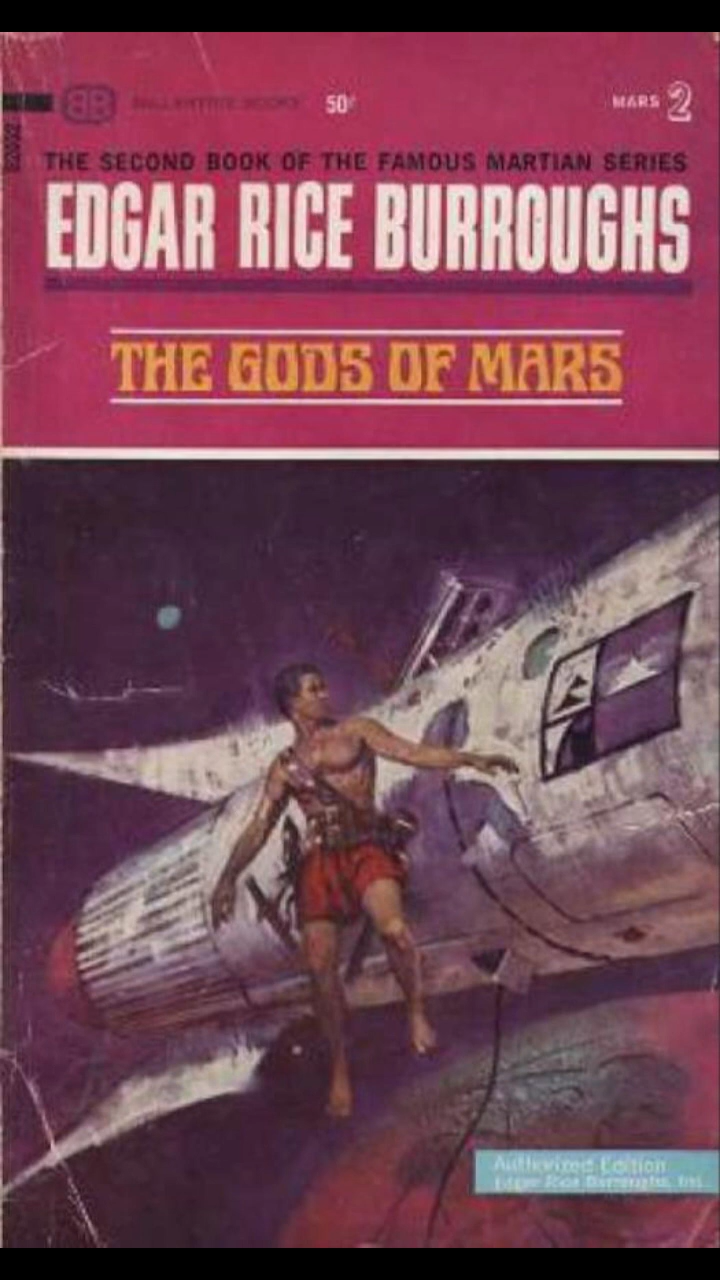 BB BALLANTINE BOOKS 50¢ MARS 2
THE SECOND BOOK OF THE FAMOUS MARTIAN SERIES
EDGAR RICE BURROUGHS
THE GODS OF MARS
Authorized Edition
Edgar Rice Burroughs, Inc.